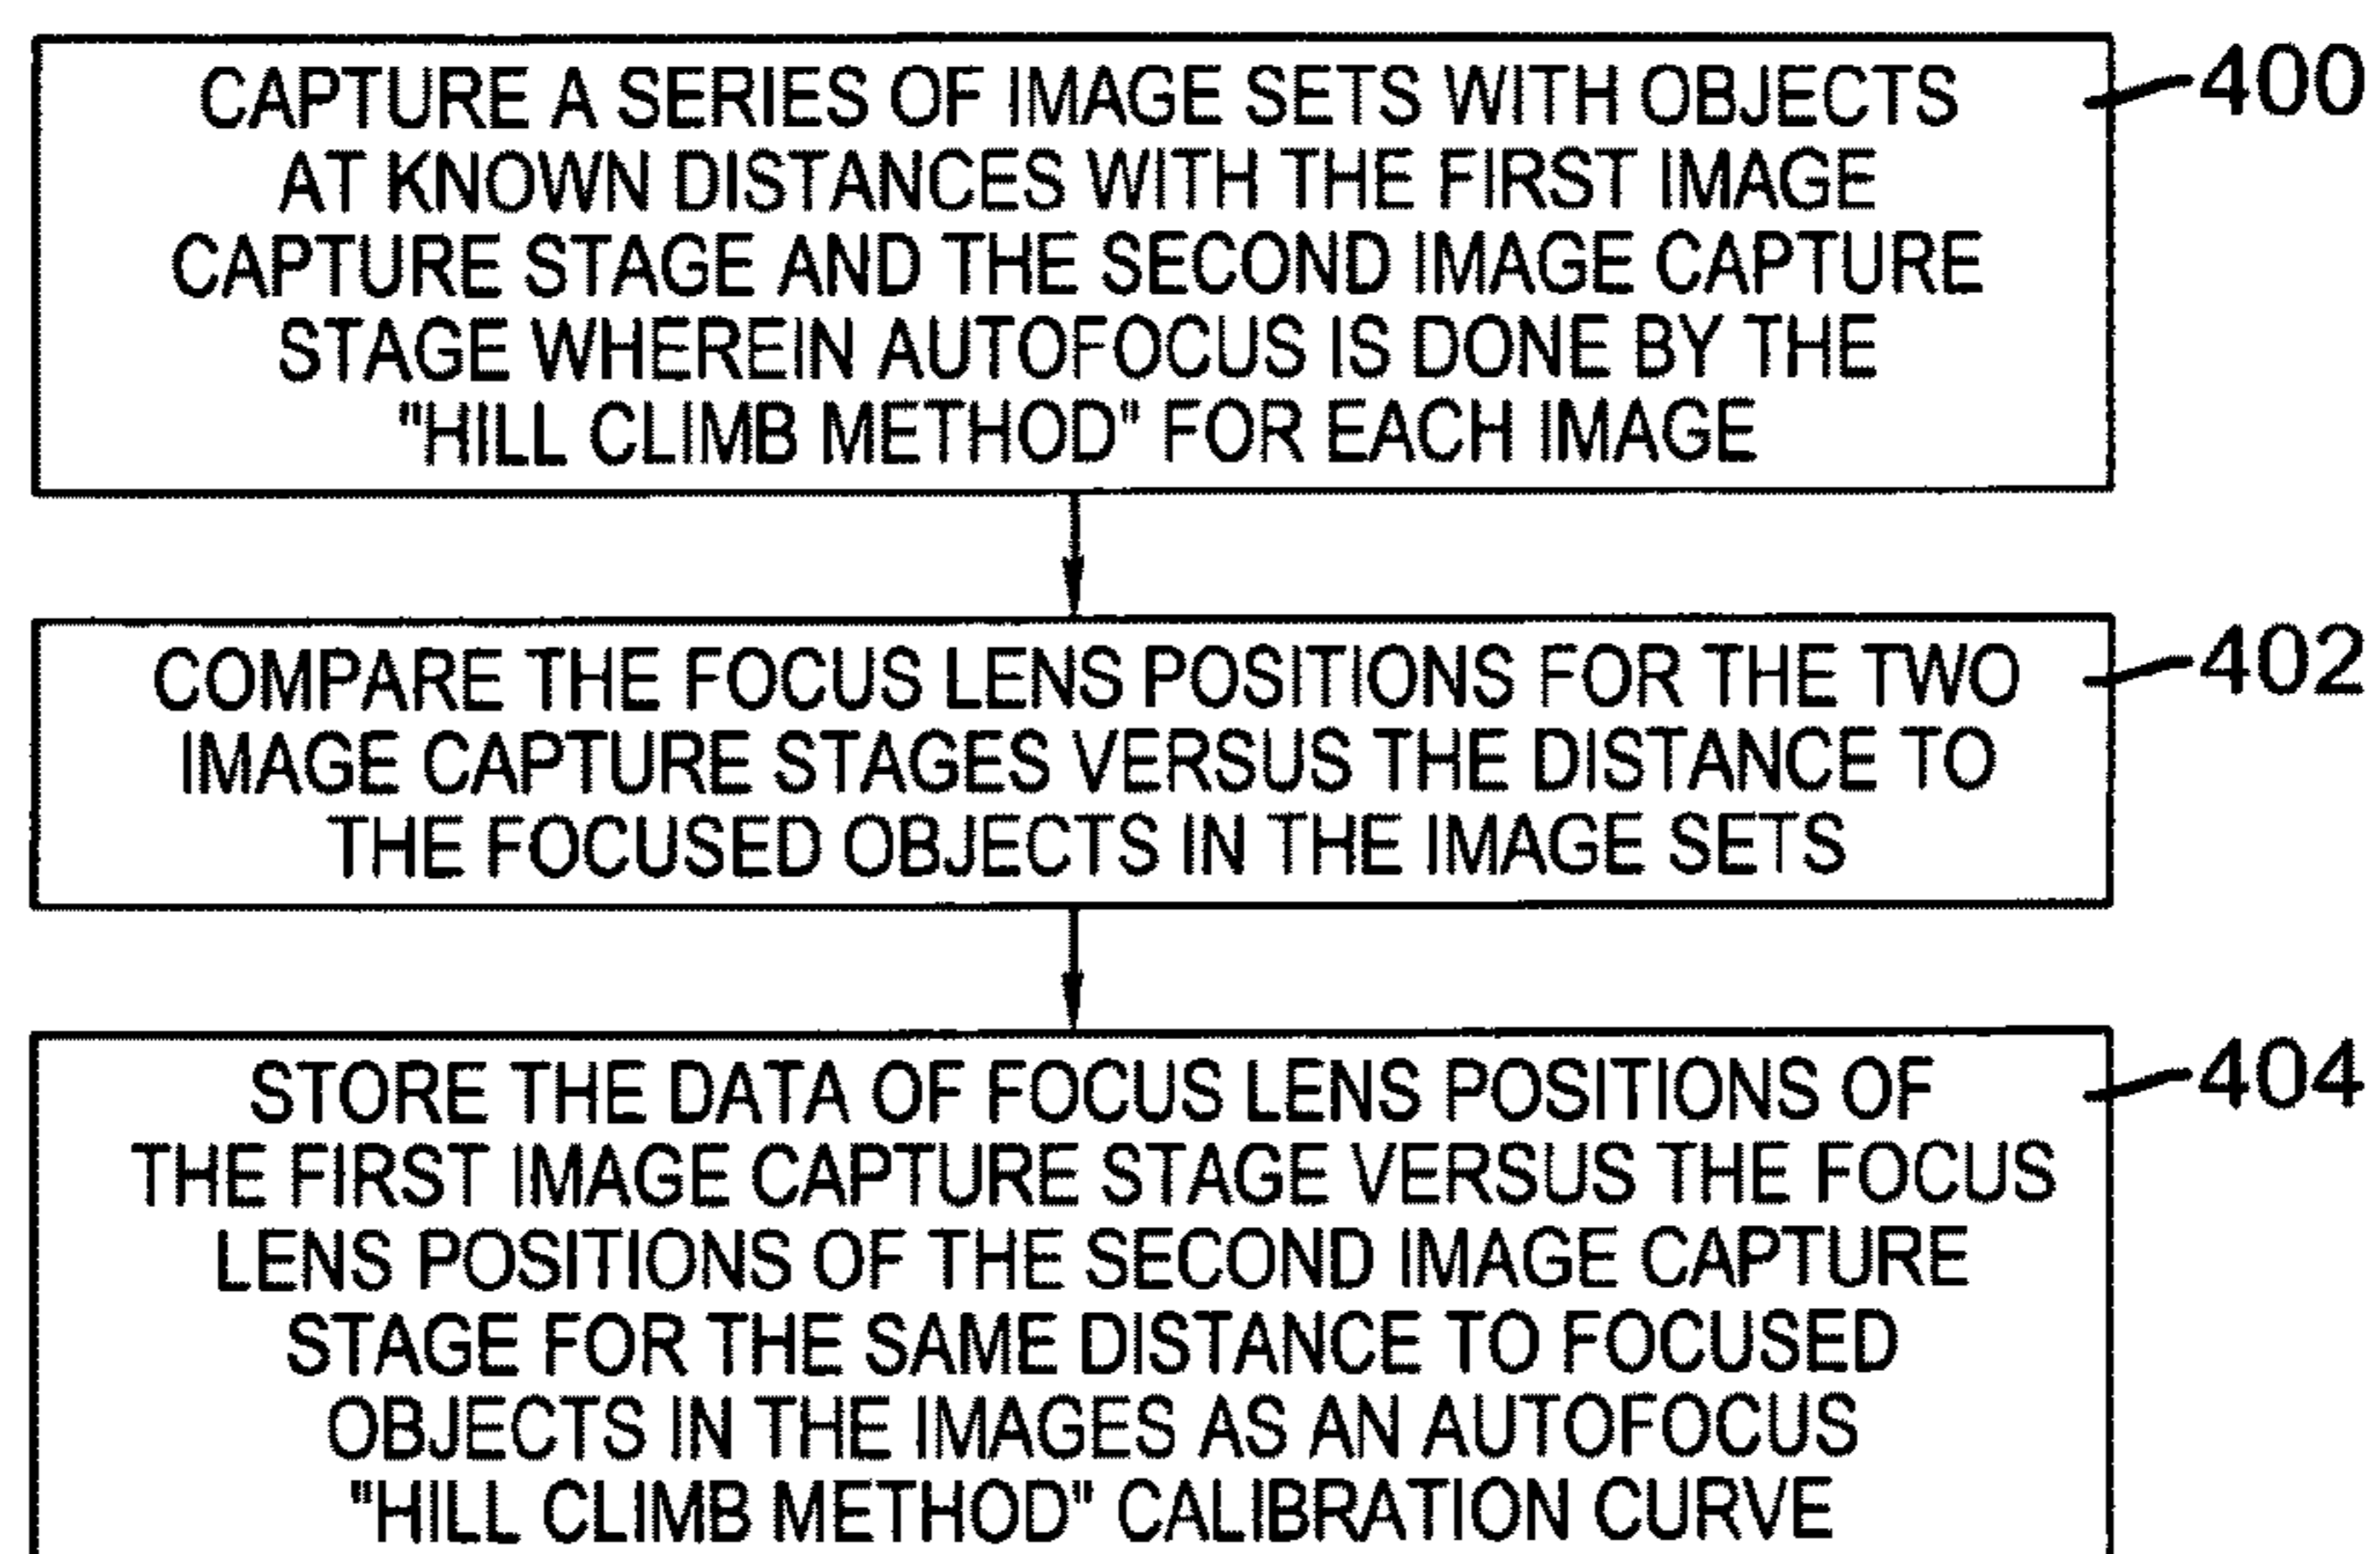 CAPTURE A SERIES OF IMAGE SETS WITH OBJECTS
400
AT KNOWN DISTANCES WITH THE FIRST IMAGE
CAPTURE STAGE AND THE SECOND IMAGE CAPTURE
STAGE WHEREIN AUTOFOCUS IS DONE BY THE
"HILL CLIMB METHOD" FOR EACH IMAGE
COMPARE THE FOCUS LENS POSITIONS FOR THE TWO
402
IMAGE CAPTURE STAGES VERSUS THE DISTANCE TO
THE FOCUSED OBJECTS IN THE IMAGE SETS
STORE THE DATA OF FOCUS LENS POSITIONS OF
404
THE FIRST IMAGE CAPTURE STAGE VERSUS THE FOCUS
LENS POSITIONS OF THE SECOND IMAGE CAPTURE
STAGE FOR THE SAME DISTANCE TO FOCUSED
OBJECTS IN THE IMAGES AS AN AUTOFOCUS
"HILL CLIMB METHOD" CALIBRATION CURVE